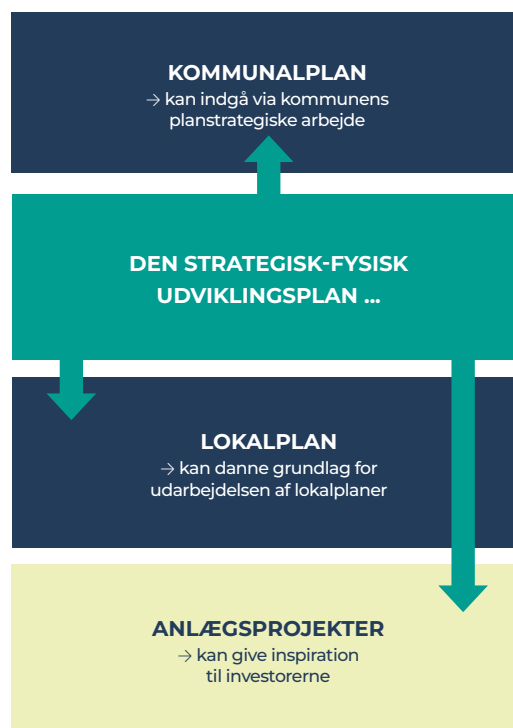 KOMMUNALPLAN
→ kan indgå via kommunens
planstrategiske arbejde
DEN STRATEGISK-FYSISK
UDVIKLINGSPLAN ...
LOKALPLAN
→ kan danne grundlag for
udarbejdelsen af lokalplaner
ANLÆGSPROJEKTER
→ kan give inspiration
til investorerne